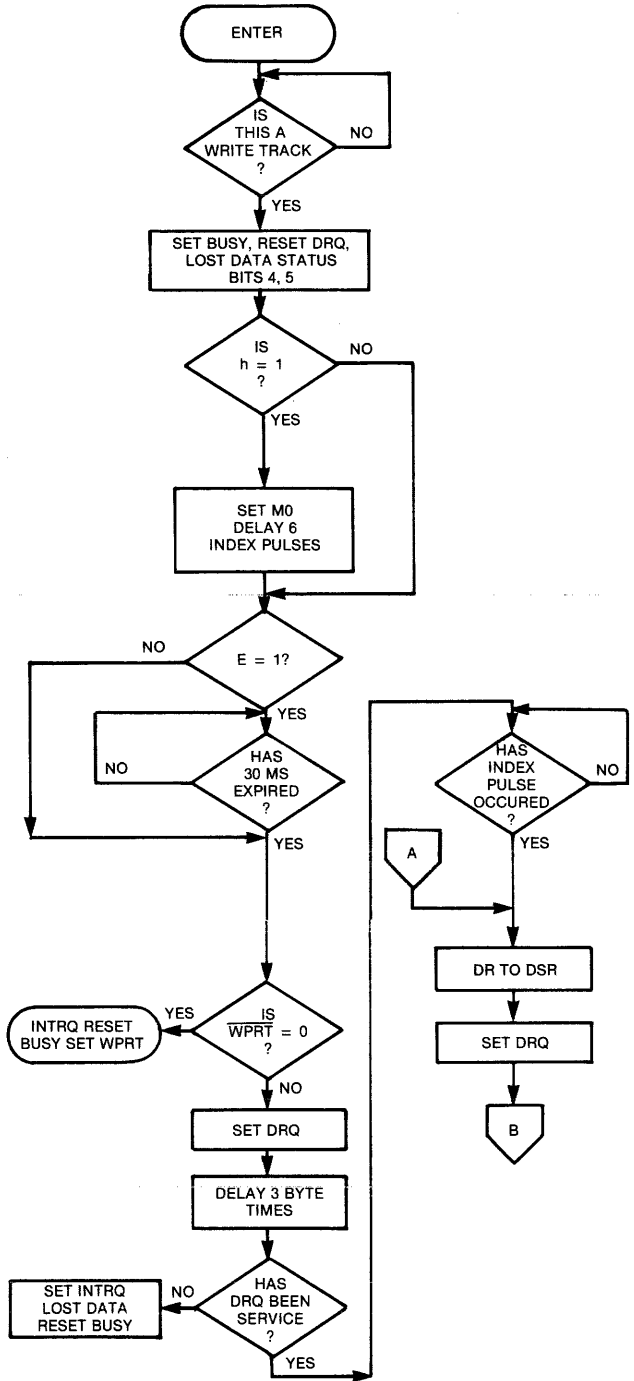 ENTER
IS
THIS A
WRITE TRACK
?
NO
YES
SET BUSY, RESET DRQ,
LOST DATA STATUS
BITS 4, 5
IS
h = 1
?
NO
YES
SET M0
DELAY 6
INDEX PULSES
NO
E = 1?
YES
HAS
30 MS
EXPIRED
?
NO
YES
IS
WPRT = 0
?
YES
INTRQ RESET
BUSY SET WPRT
NO
SET DRQ
DELAY 3 BYTE
TIMES
HAS
DRQ BEEN
SERVICE
?
NO
SET INTRQ
LOST DATA
RESET BUSY
YES
HAS
INDEX
PULSE
OCCURED
?
NO
YES
A
DR TO DSR
SET DRQ
B